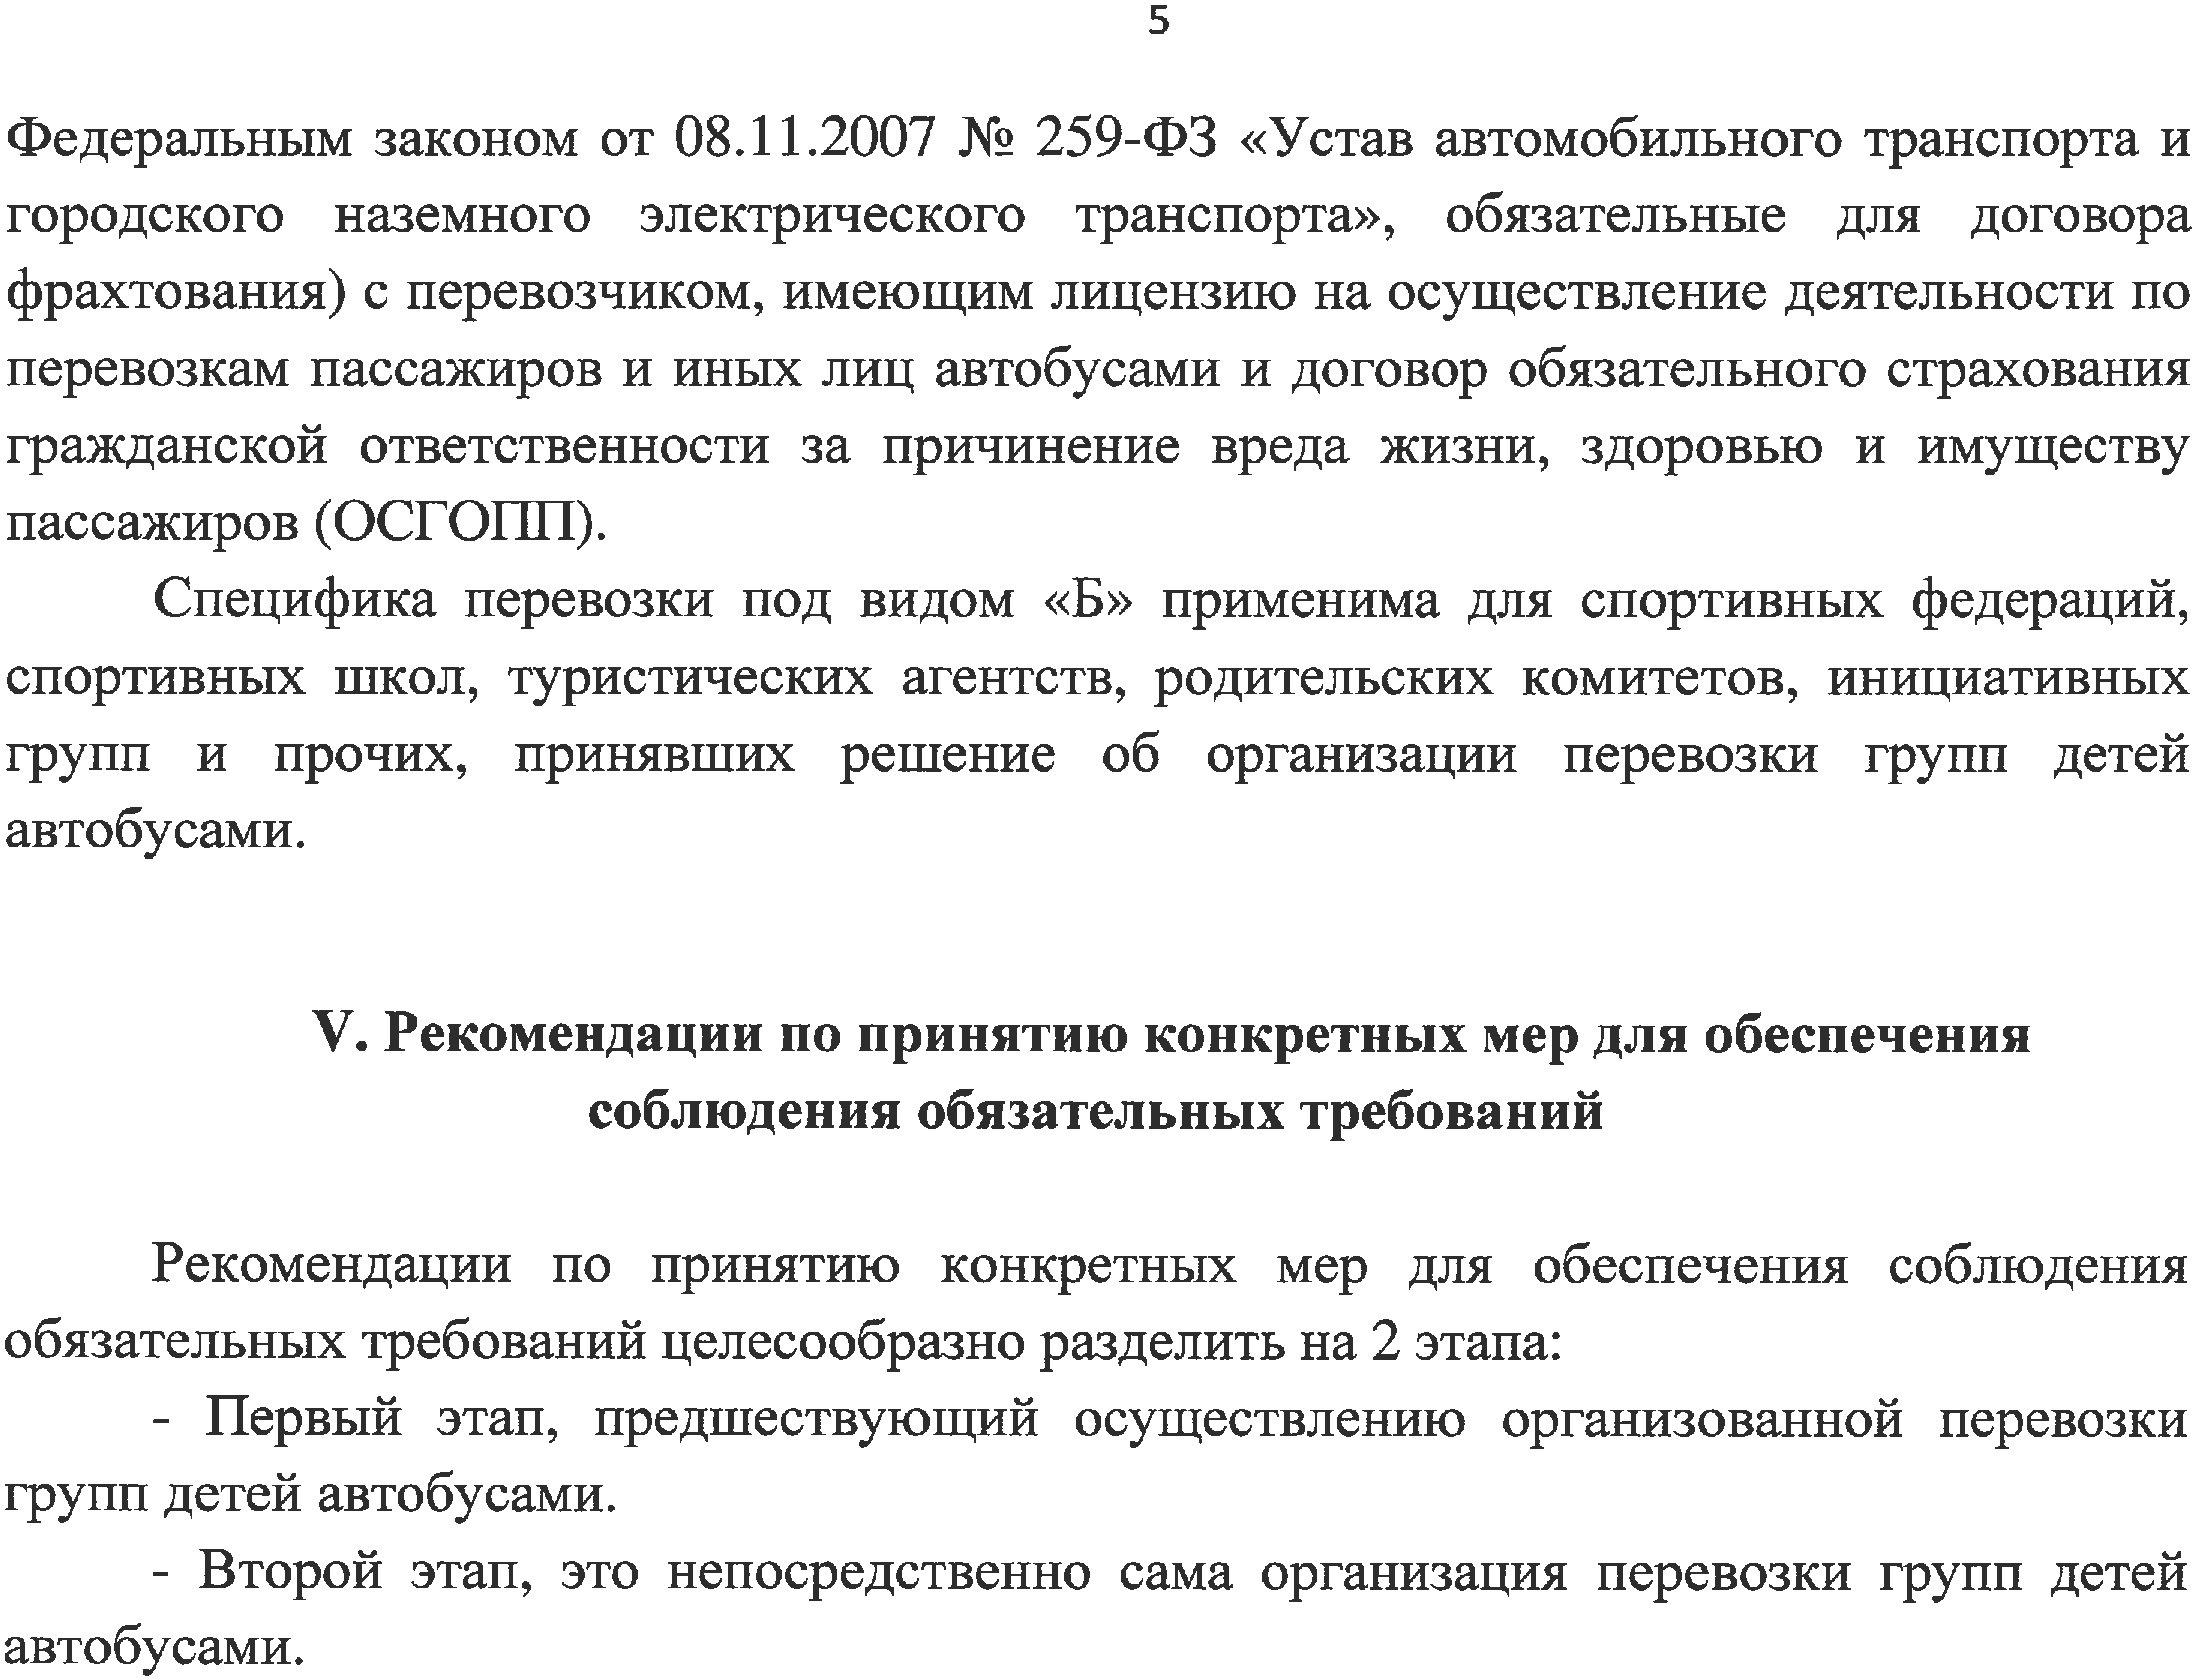 5
Федеральным законом от 08.11.2007 № 259-ФЗ «Устав автомобильного транспорта и
городского наземного электрического транспорта», обязательные для договора
фрахтования) с перевозчиком, имеющим лицензию на осуществление деятельности по
перевозкам пассажиров и иных лиц автобусами и договор обязательного страхования
гражданской ответственности за причинение вреда жизни, здоровью и имуществу
пассажиров (ОСГОПП).
Специфика перевозки под видом «Б» применима для спортивных федераций,
спортивных школ, туристических агентств, родительских комитетов, инициативных
групп и прочих, принявших решение об организации перевозки групп детей
автобусами.
V. Рекомендации по принятию конкретных мер для обеспечения
соблюдения обязательных требований
Рекомендации по принятию конкретных мер для обеспечения соблюдения
обязательных требований целесообразно разделить на 2 этапа:
- Первый этап, предшествующий осуществлению организованной перевозки
групп детей автобусами.
- Второй этап, это непосредственно сама организация перевозки групп детей
автобусами.